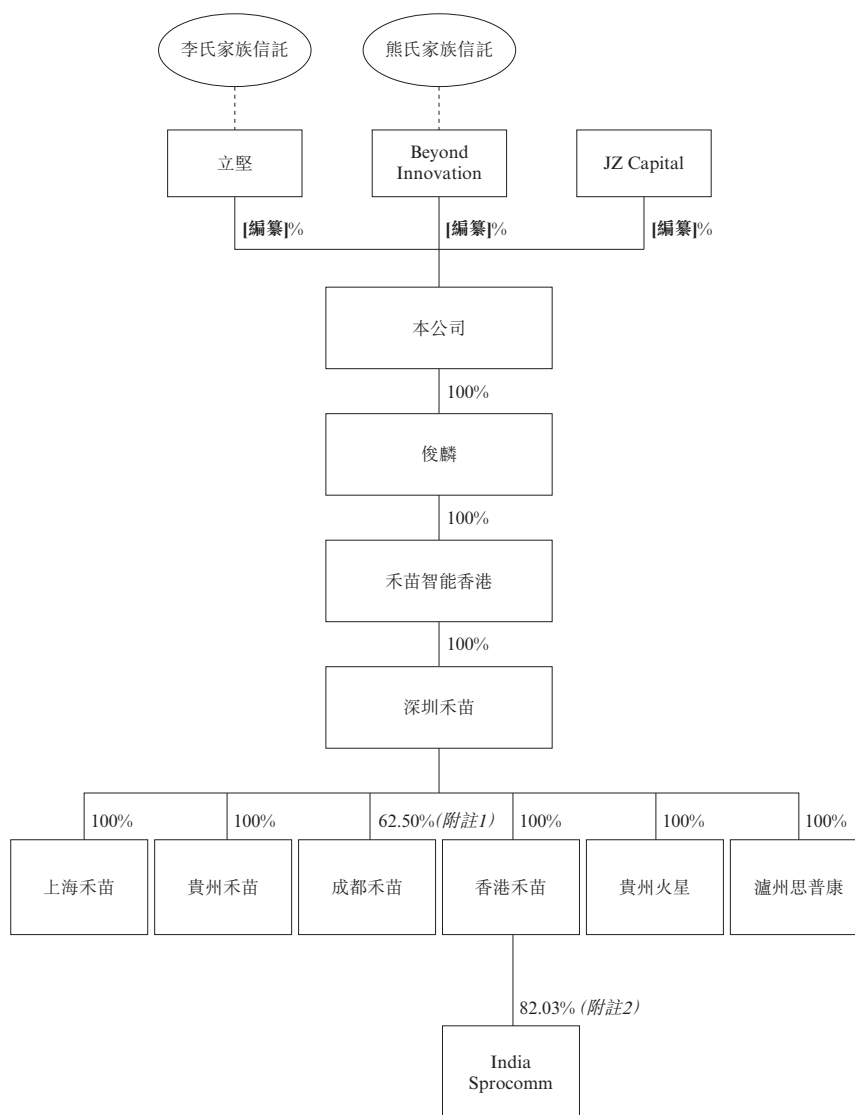 李氏家族信託
熊氏家族信託
立堅
Beyond
Innovation
JZ Capital
[編纂]%
[編纂]%
[編纂]%
本公司
100%
俊麟
100%
禾苗智能香港
100%
深圳禾苗
100%
100%
62.50%(附註1)
100%
100%
100%
上海禾苗
貴州禾苗
成都禾苗
香港禾苗
貴州火星
瀘州思普康
82.03% (附註2)
India
Sprocomm